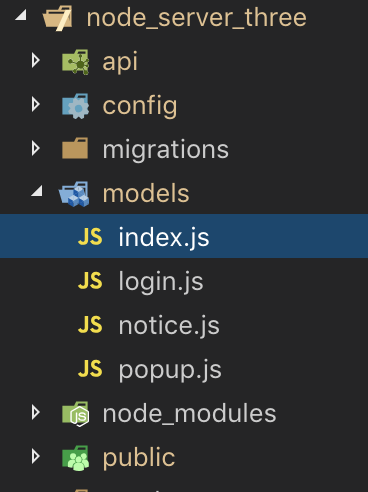 node_server_three
api
config
migrations
models
JS index.js
JS login.js
JS notice.js
JS popup.js
node_modules
public